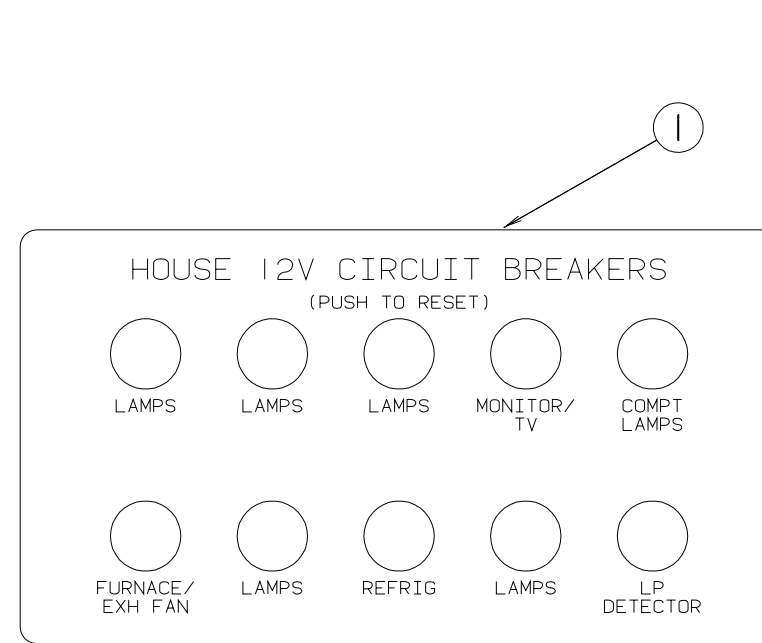 1
HOUSE 12V CIRCUIT BREAKERS
(PUSH TO RESET)
LAMPS LAMPS LAMPS MONITOR/ COMPT
TV LAMPS
FURNACE/ LAMPS REFRIG LAMPS LP
EXH FAN DETECTOR